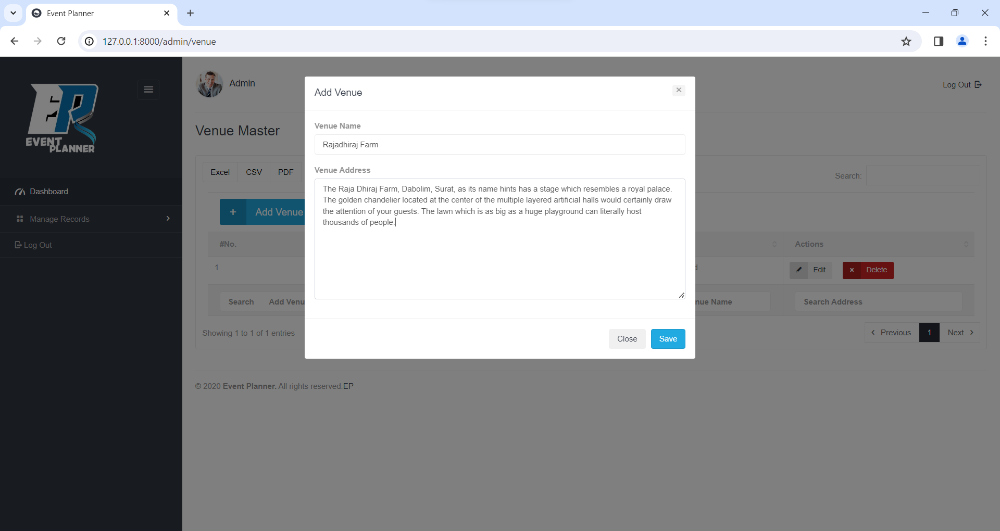 Event Planner
127.0.0.1:8000/admin/venue
EVENT
PLANNER
Admin
Log Out
Dashboard
Manage Records
Log Out
Venue Master
Excel CSV PDF
Search:
Add Venue
#No.
Actions
1
Edit
Delete
Search Add Venu
nue Name
Search Address
Showing 1 to 1 of 1 entries
Previous 1 Next
© 2020 Event Planner. All rights reserved.EP
Add Venue
Venue Name
Rajadhiraj Farm
Venue Address
The Raja Dhiraj Farm, Dabolim, Surat, as its name hints has a stage which resembles a royal palace.
The golden chandelier located at the center of the multiple layered artificial halls would certainly draw
the attention of your guests. The lawn which is as big as a huge playground can literally host
thousands of people.
Close
Save